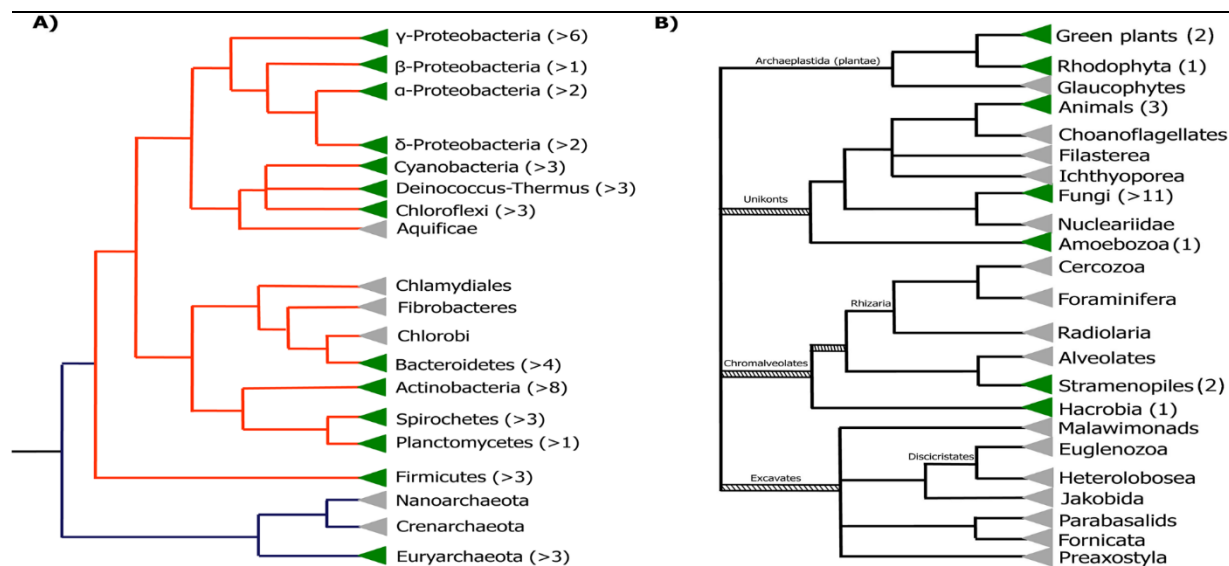 A)
γ-Proteobacteria (>6)
β-Proteobacteria (>1)
α-Proteobacteria (>2)
δ-Proteobacteria (>2)
Cyanobacteria (>3)
Deinococcus-Thermus (>3)
Chloroflexi (>3)
Aquificae
Chlamydiales
Fibrobacteres
Chlorobi
Bacteroidetes (>4)
Actinobacteria (>8)
Spirochetes (>3)
Planctomycetes (>1)
Firmicutes (>3)
Nanoarchaeota
Crenarchaeota
Euryarchaeota (>3)
B)
Archaeplastida (plantae)
Green plants (2)
Rhodophyta (1)
Glaucophytes
Animals (3)
Choanoflagellates
Filasterea
Ichthyoporea
Unikonts
Fungi (>11)
Nucleariidae
Amoebozoa (1)
Cercozoa
Rhizaria
Foraminifera
Radiolaria
Chromalveolates
Alveolates
Stramenopiles (2)
Hacrobia (1)
Malawimonads
Euglenozoa
Discicristates
Excavates
Heterolobosea
Jakobida
Parabasalids
Fornicata
Preaxostyla